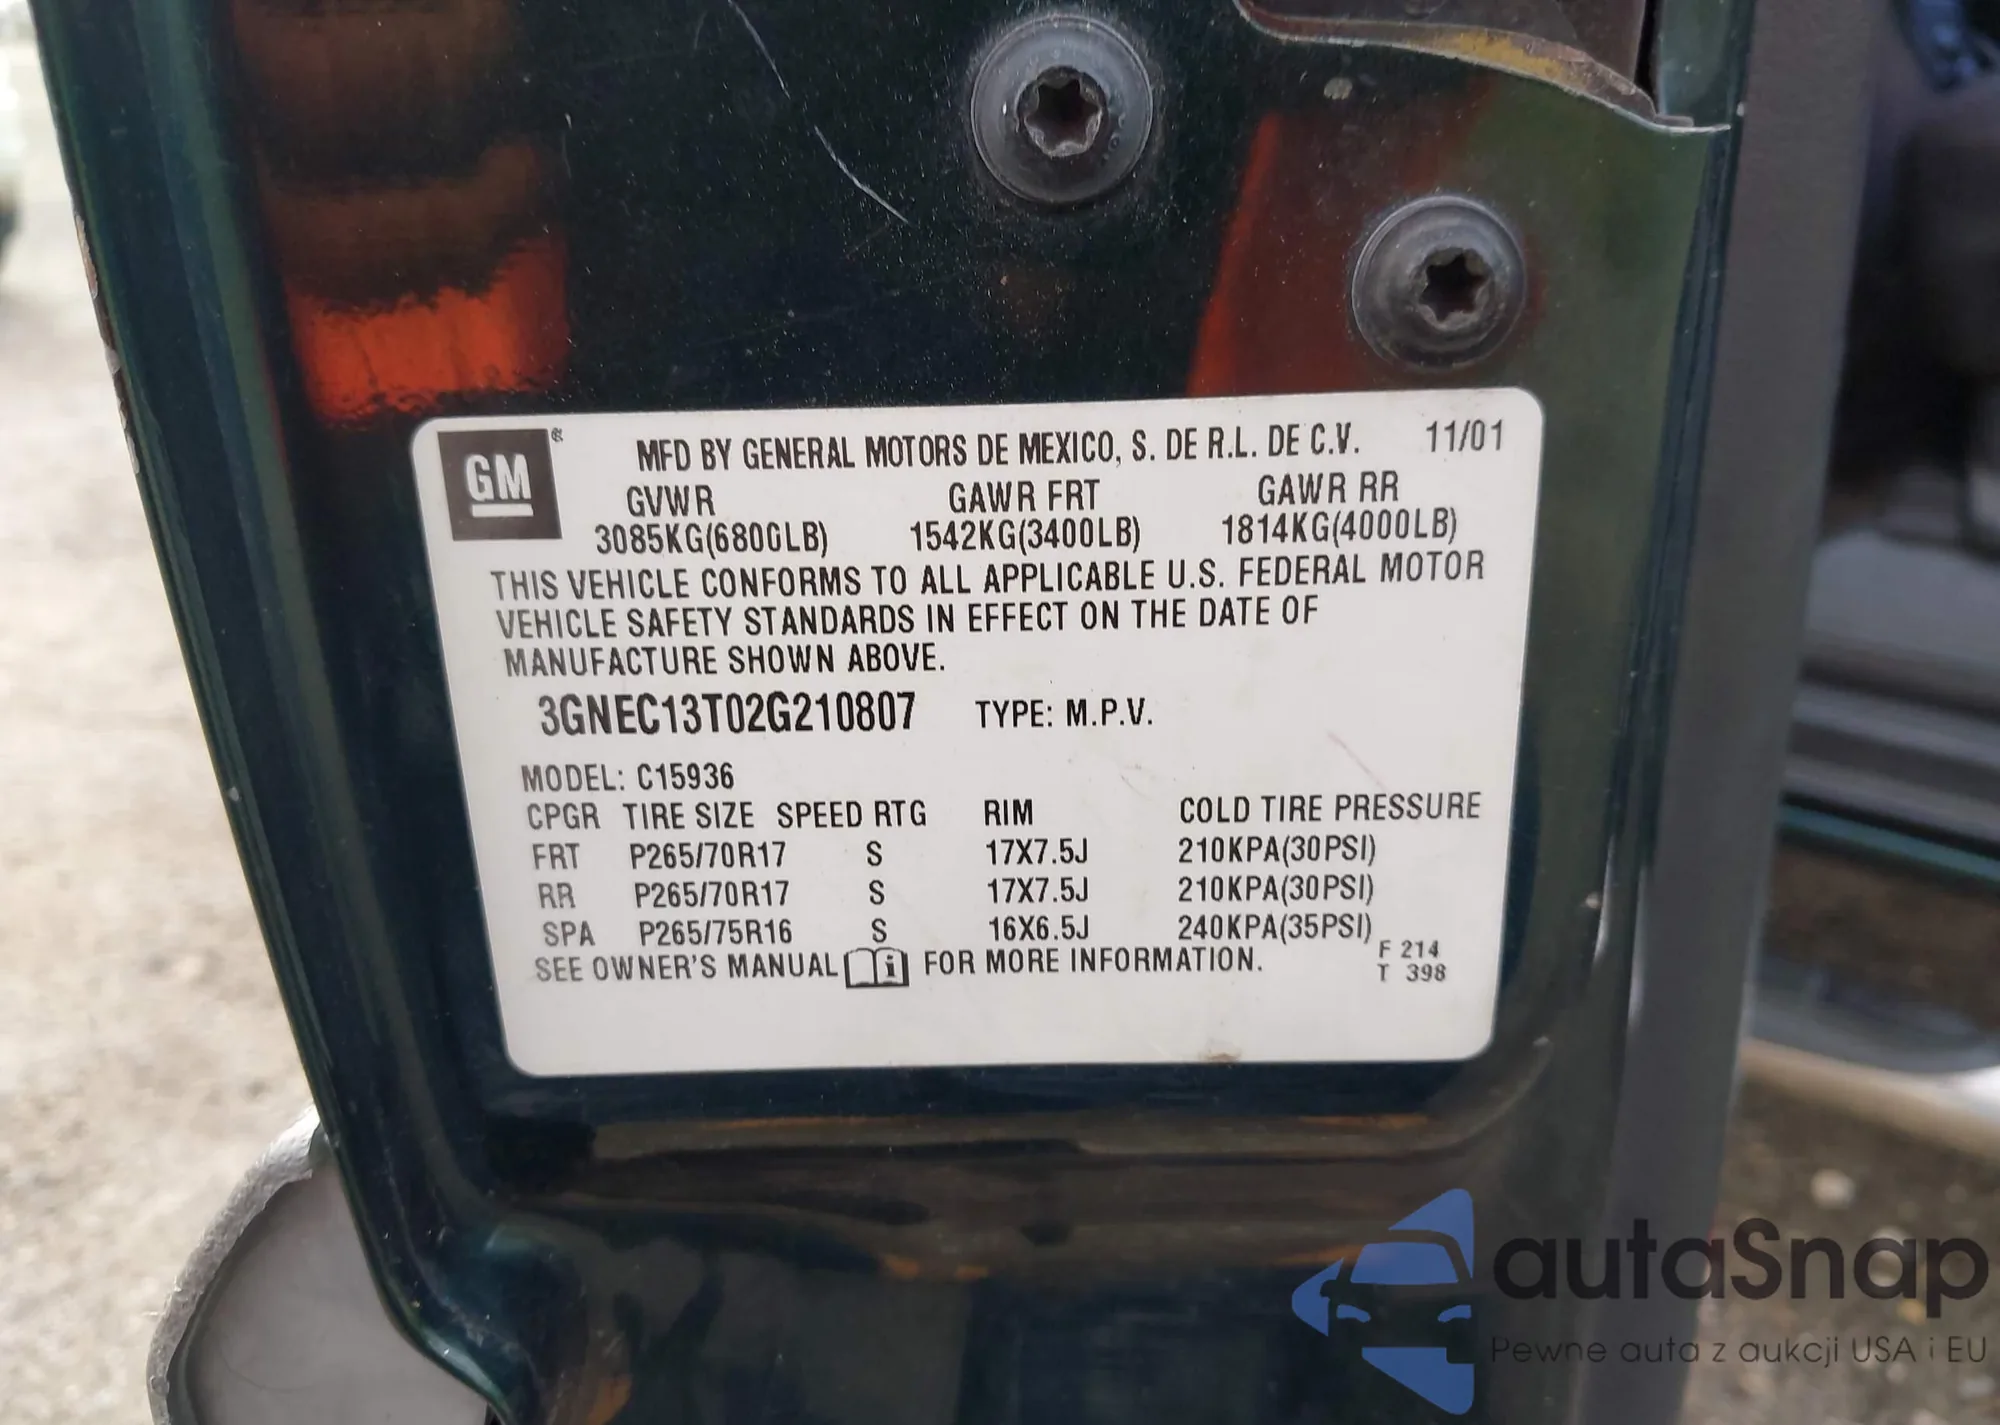 GM ®
MFD BY GENERAL MOTORS DE MEXICO, S. DE R.L. DE C.V. 11/01
GVWR GAWR FRT GAWR RR
3085KG(6800LB) 1542KG(3400LB) 1814KG(4000LB)
THIS VEHICLE CONFORMS TO ALL APPLICABLE U.S. FEDERAL MOTOR
VEHICLE SAFETY STANDARDS IN EFFECT ON THE DATE OF
MANUFACTURE SHOWN ABOVE.
3GNEC13T02G210807 TYPE: M.P.V.
MODEL: C15936
CPGR TIRE SIZE SPEED RTG RIM COLD TIRE PRESSURE
FRT P265/70R17 S 17X7.5J 210KPA(30PSI)
RR P265/70R17 S 17X7.5J 210KPA(30PSI)
SPA P265/75R16 S 16X6.5J 240KPA(35PSI)
SEE OWNER'S MANUAL i FOR MORE INFORMATION.
F 214
T 398
autaSnap
Pewne auta z aukcji USA i EU